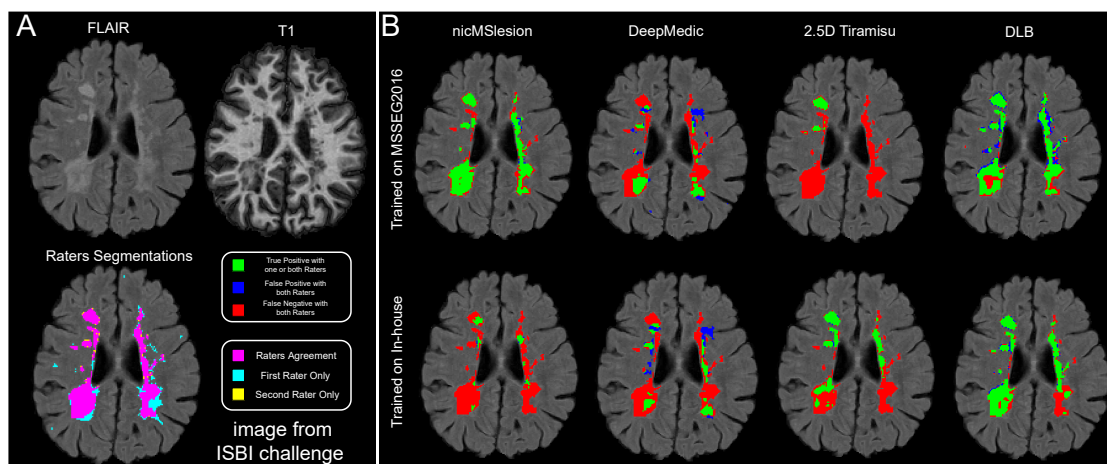 A
FLAIR
T1
Raters Segmentations
True Positive with
one or both Raters
False Positive with
both Raters
False Negative with
both Raters
Raters Agreement
First Rater Only
Second Rater Only
image from
ISBI challenge
B
nicMSlesion
DeepMedic
2.5D Tiramisu
DLB
Trained on MSSEG2016
Trained on In-house